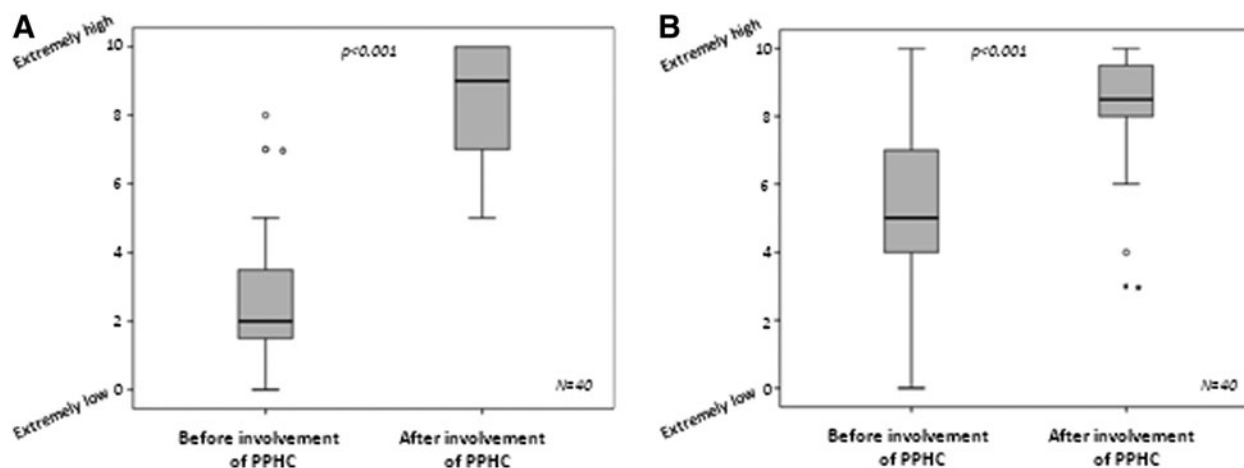 A
Extremely high
10
8
6
4
2
0
Extremely low
p<0.001
N=40
Before involvement
of PPHC
After involvement
of PPHC
B
Extremely high
10
8
6
4
2
0
Extremely low
p<0.001
N=40
Before involvement
of PPHC
After involvement
of PPHC